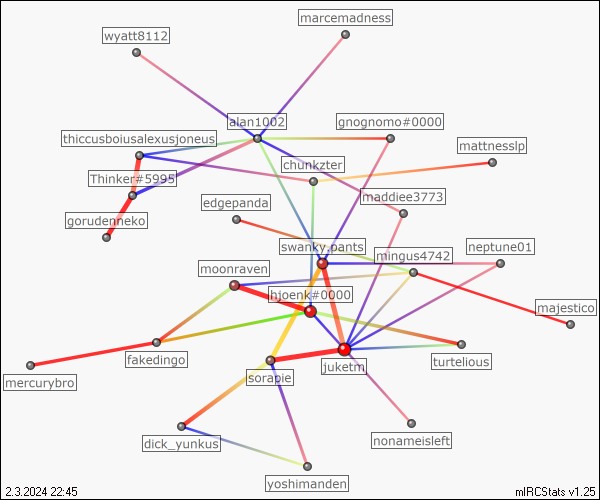 marcemadness
wyatt8112
alan1002
gnognomo#0000
thiccusboiusalexusjoneus
mattnesslp
chunkzter
Thinker#5995
maddiee3773
edgepanda
gorudenneko
swanky.pants
neptune01
mingus4742
moonraven
bjoenk#0000
majestico
fakedingo
turtelious
juketm
sorapie
mercurybro
nonameisleft
dick_yunkus
yoshimanden
2.3.2024 22:45
mIRCStats v1.25